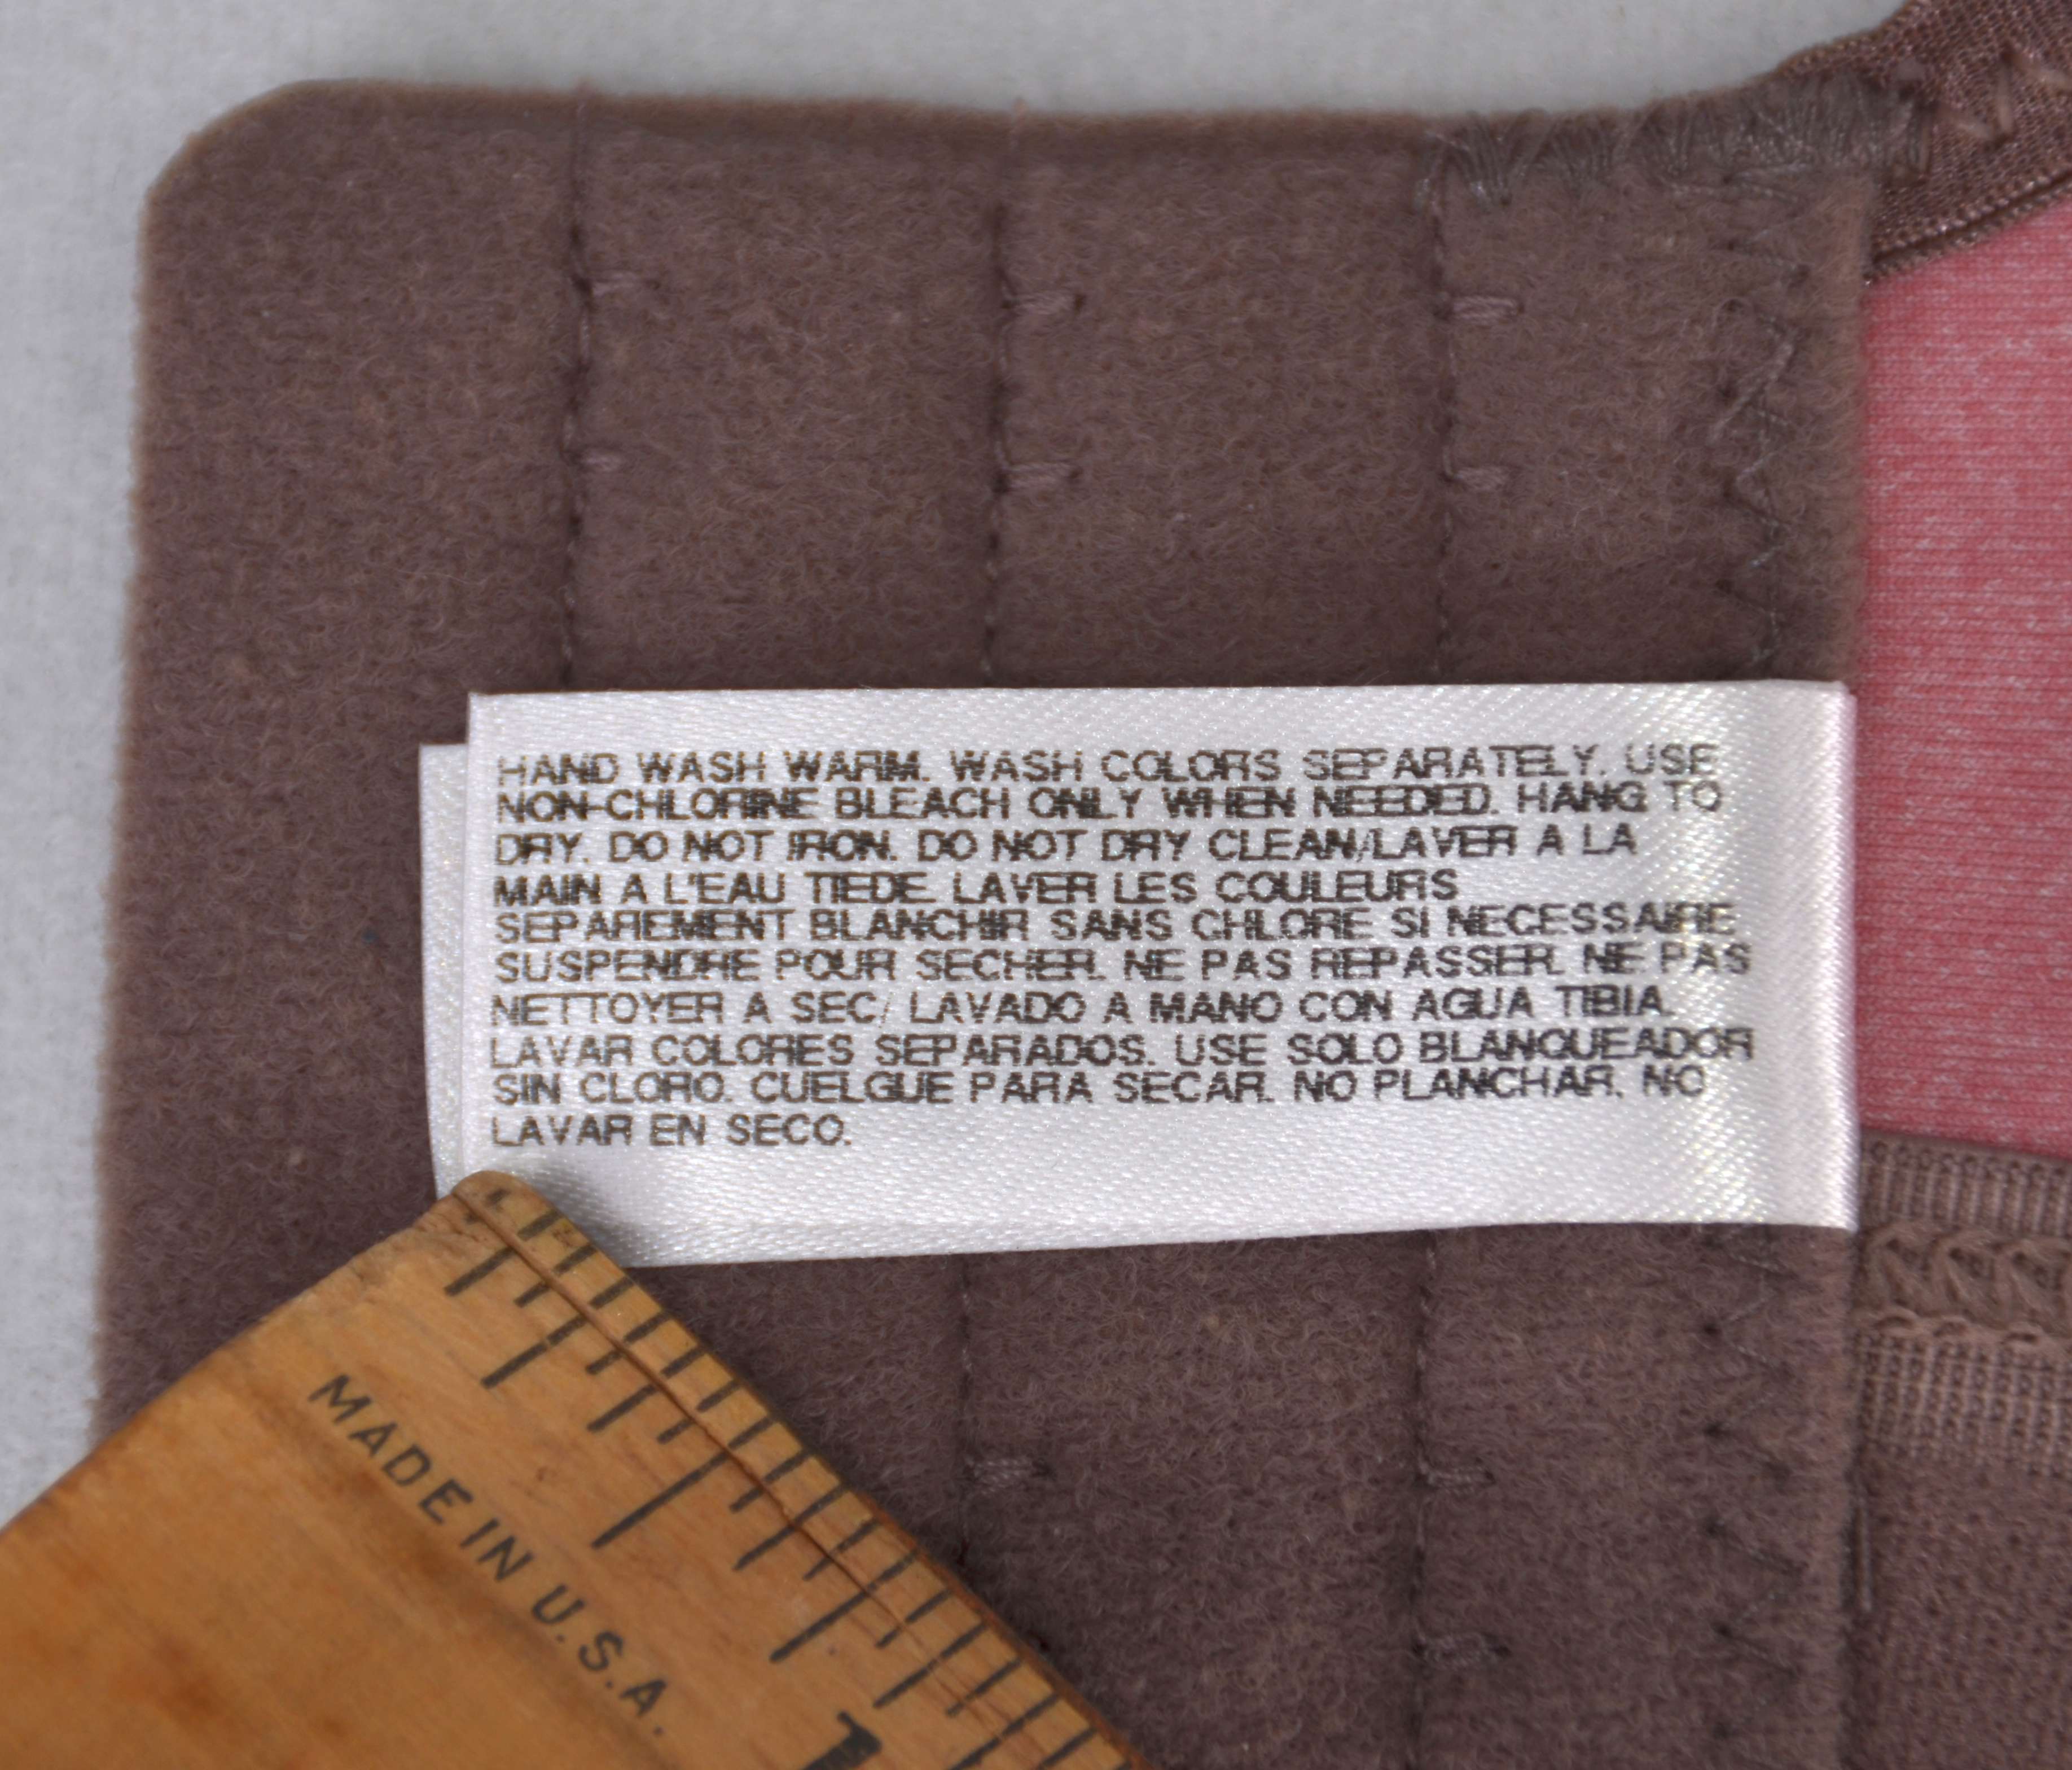 HAND WASH WARM. WASH COLORS SEPARATELY. USE
NON-CHLORINE BLEACH ONLY WHEN NEEDED. HANG TO
DRY. DO NOT IRON. DO NOT DRY CLEAN/LAVER A LA
MAIN A L'EAU TIEDE. LAVER LES COULEURS
SEPAREMENT BLANCHIR SANS CHLORE SI NECESSAIRE
SUSPENDRE POUR SECHER. NE PAS REPASSER. NE PAS
NETTOYER A SEC/ LAVADO A MANO CON AGUA TIBIA.
LAVAR COLORES SEPARADOS. USE SOLO BLANQUEADOR
SIN CLORO. CUELGUE PARA SECAR. NO PLANCHAR. NO
LAVAR EN SECO.
MADE IN U.S.A.
1